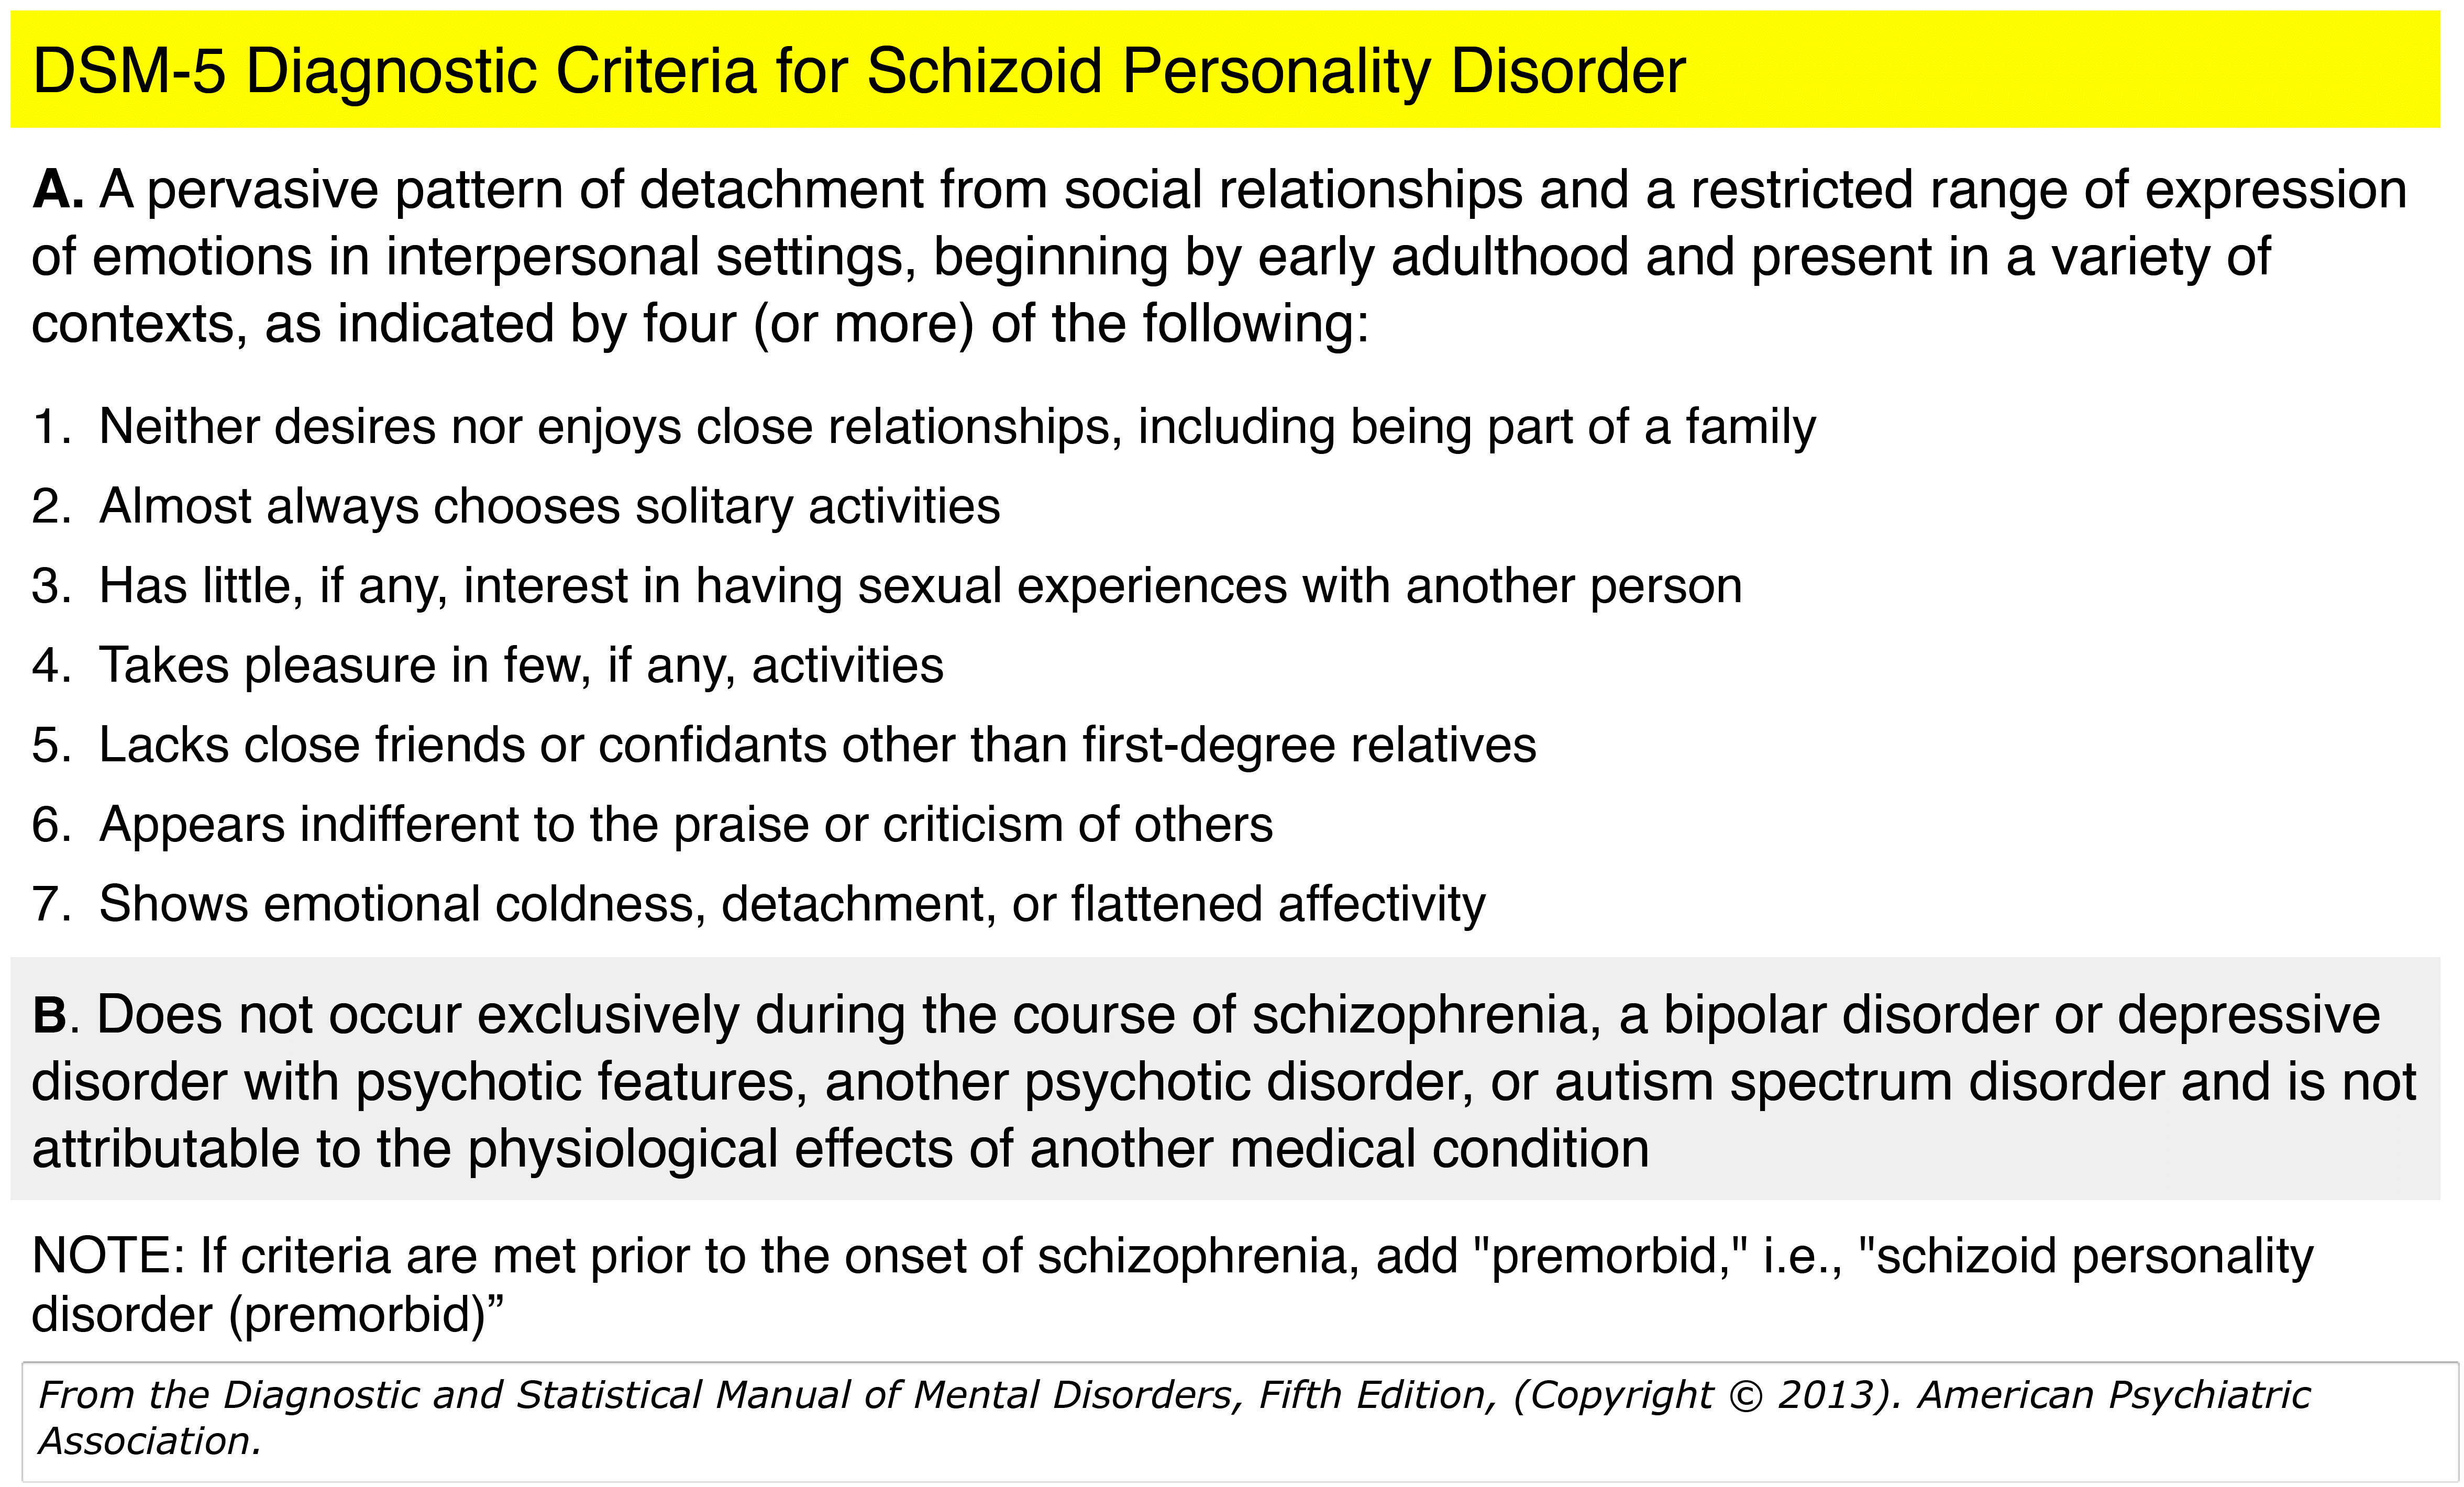 DSM-5 Diagnostic Criteria for Schizoid Personality Disorder
A. A pervasive pattern of detachment from social relationships and a restricted range of expression
of emotions in interpersonal settings, beginning by early adulthood and present in a variety of
contexts, as indicated by four (or more) of the following:
1. Neither desires nor enjoys close relationships, including being part of a family
2. Almost always chooses solitary activities
3. Has little, if any, interest in having sexual experiences with another person
4. Takes pleasure in few, if any, activities
5. Lacks close friends or confidants other than first-degree relatives
6. Appears indifferent to the praise or criticism of others
7. Shows emotional coldness, detachment, or flattened affectivity
B. Does not occur exclusively during the course of schizophrenia, a bipolar disorder or depressive
disorder with psychotic features, another psychotic disorder, or autism spectrum disorder and is not
attributable to the physiological effects of another medical condition
NOTE: If criteria are met prior to the onset of schizophrenia, add "premorbid," i.e., "schizoid personality
disorder (premorbid)”
From the Diagnostic and Statistical Manual of Mental Disorders, Fifth Edition, (Copyright © 2013). American Psychiatric
Association.